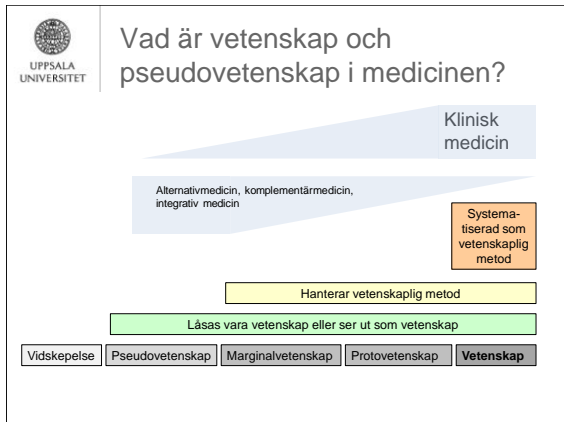 UPPSALA
UNIVERSITET
Vad är vetenskap och
pseudovetenskap i medicinen?
Klinisk
medicin
Alternativmedicin, komplementärmedicin,
integrativ medicin
Systema-
tiserad som
vetenskaplig
metod
Hanterar vetenskaplig metod
Låsas vara vetenskap eller ser ut som vetenskap
Vidskepelse Pseudovetenskap Marginalvetenskap Protovetenskap Vetenskap